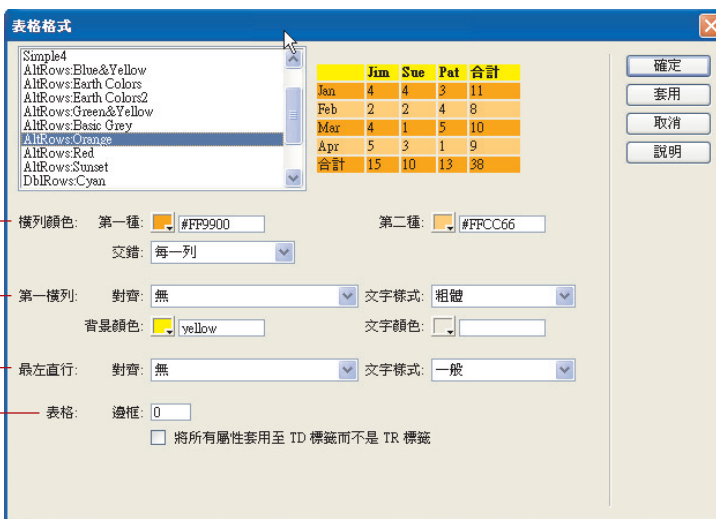 表格格式
Simple4
AltRows:Blue&Yellow
AltRows:Earth Colors
AltRows:Earth Colors2
AltRows:Green&Yellow
AltRows:Basic Grey
AltRows:Orange
AltRows:Red
AltRows:Sunset
DblRows:Cyan
Jim Sue Pat 合計
Jan 4 4 3 11
Feb 2 2 4 8
Mar 4 1 5 10
Apr 5 3 1 9
合計 15 10 13 38
確定
套用
取消
說明
橫列顏色: 第一種: #FF9900 第二種: #FFCC66
交錯: 每一列
第一橫列: 對齊: 無 文字樣式: 粗體
背景顏色: yellow 文字顏色:
最左直行: 對齊: 無 文字樣式: 一般
表格: 邊框: 0
將所有屬性套用至 TD 標籤而不是 TR 標籤